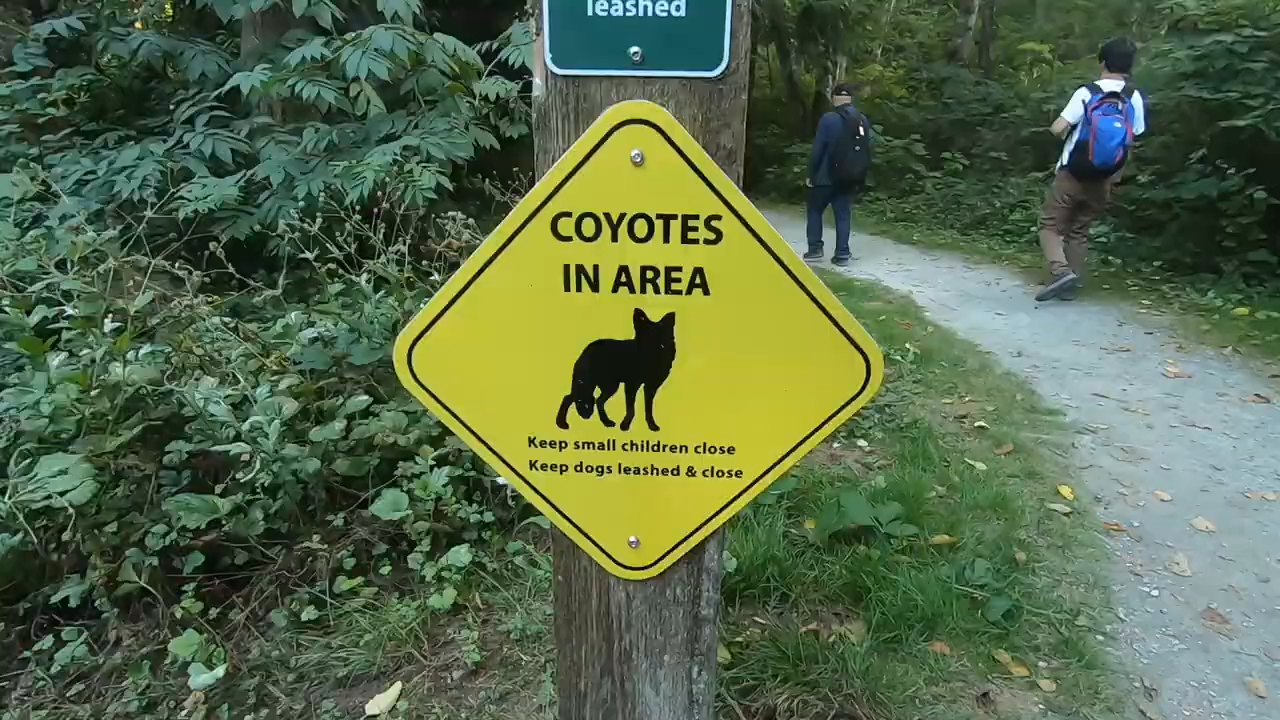 leashed
COYOTES
IN AREA
Keep small children close
Keep dogs leashed & close